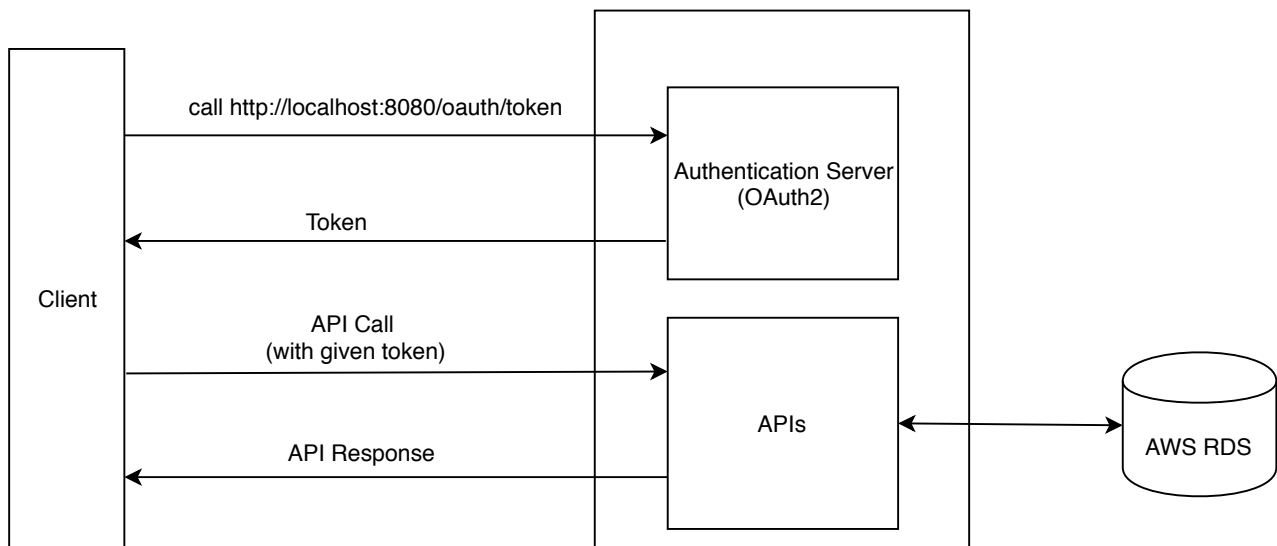 call http://localhost:8080/oauth/token
Authentication Server
(OAuth2)
Token
Client
API Call
(with given token)
APIs
AWS RDS
API Response